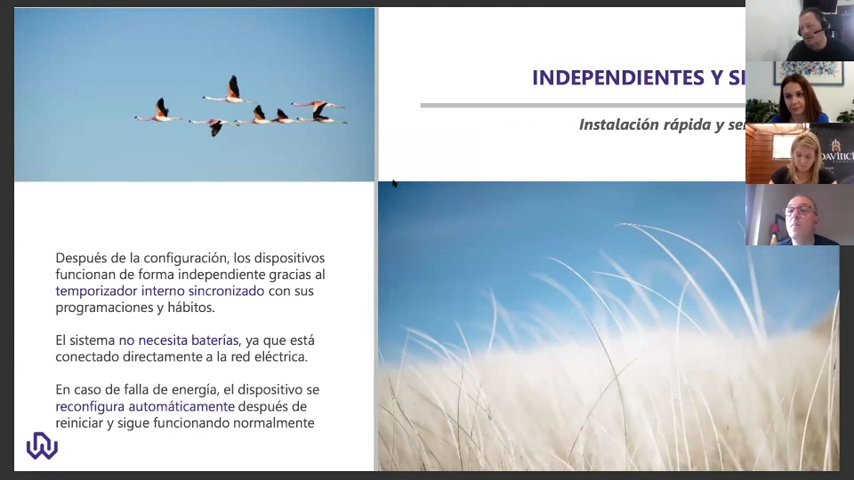 INDEPENDIENTES Y
Instalación rápida y
DAVINCI
Después de la configuración, los dispositivos
funcionan de forma independiente gracias al
temporizador interno sincronizado con sus
programaciones y hábitos.
El sistema no necesita baterías, ya que está
conectado directamente a la red eléctrica.
En caso de falla de energía, el dispositivo se
reconfigura automáticamente después de
reiniciar y sigue funcionando normalmente